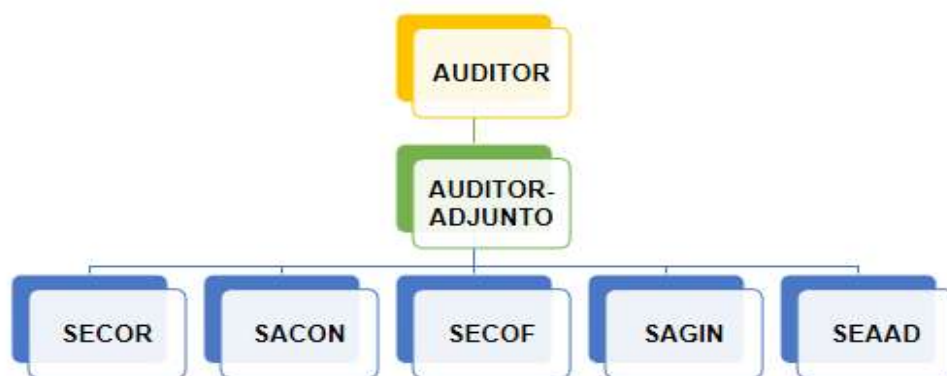 AUDITOR
AUDITOR-
ADJUNTO
SECOR
SACON
SECOF
SAGIN
SEAAD